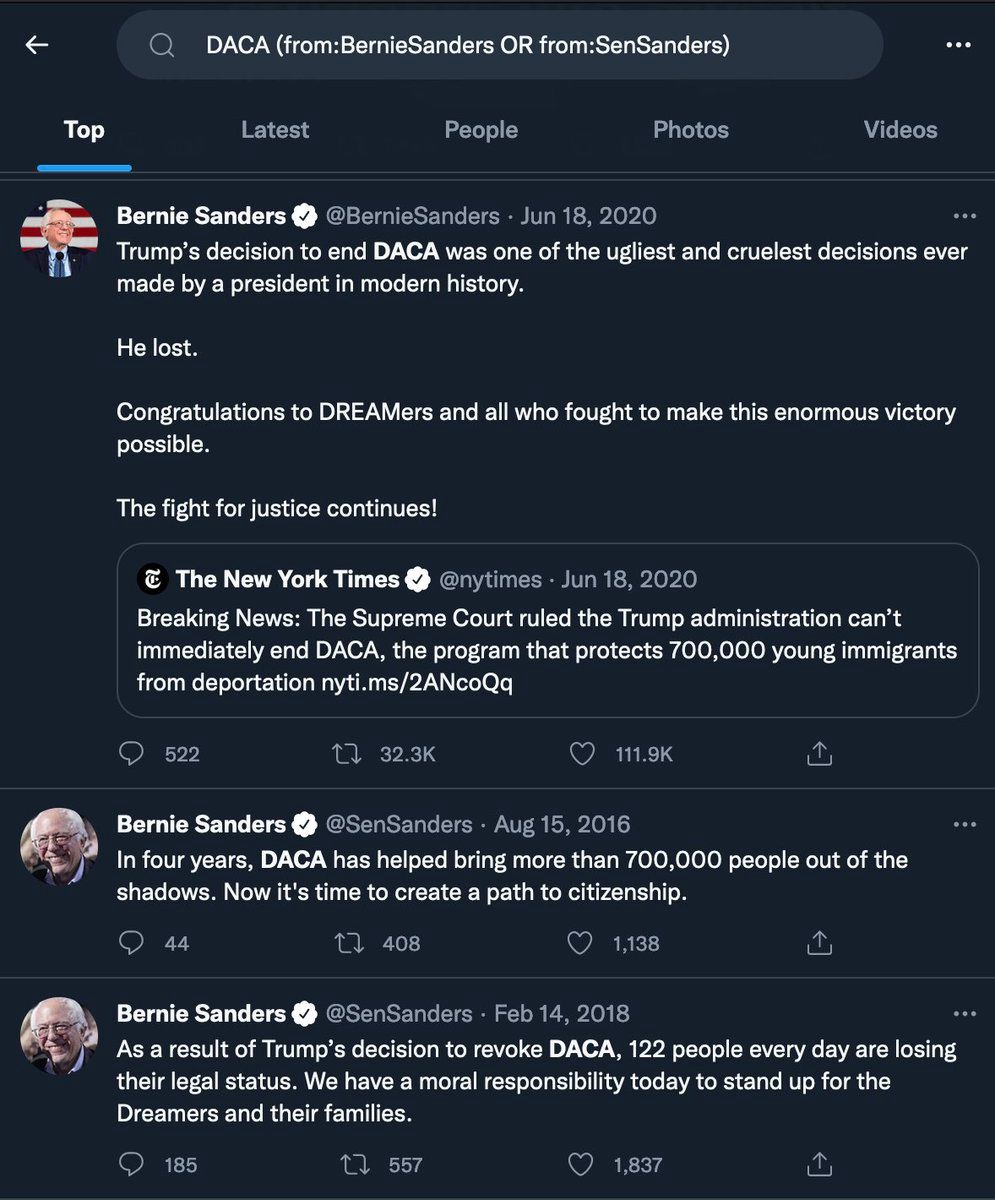 DACA (from:BernieSanders OR from:SenSanders)
Top Latest People Photos Videos
Bernie Sanders @BernieSanders · Jun 18, 2020
Trump’s decision to end DACA was one of the ugliest and cruelest decisions ever
made by a president in modern history.
He lost.
Congratulations to DREAMers and all who fought to make this enormous victory
possible.
The fight for justice continues!
The New York Times @nytimes · Jun 18, 2020
Breaking News: The Supreme Court ruled the Trump administration can’t
immediately end DACA, the program that protects 700,000 young immigrants
from deportation nyti.ms/2ANcoQq
522 32.3K 111.9K
Bernie Sanders @SenSanders · Aug 15, 2016
In four years, DACA has helped bring more than 700,000 people out of the
shadows. Now it's time to create a path to citizenship.
44 408 1,138
Bernie Sanders @SenSanders · Feb 14, 2018
As a result of Trump’s decision to revoke DACA, 122 people every day are losing
their legal status. We have a moral responsibility today to stand up for the
Dreamers and their families.
185 557 1,837